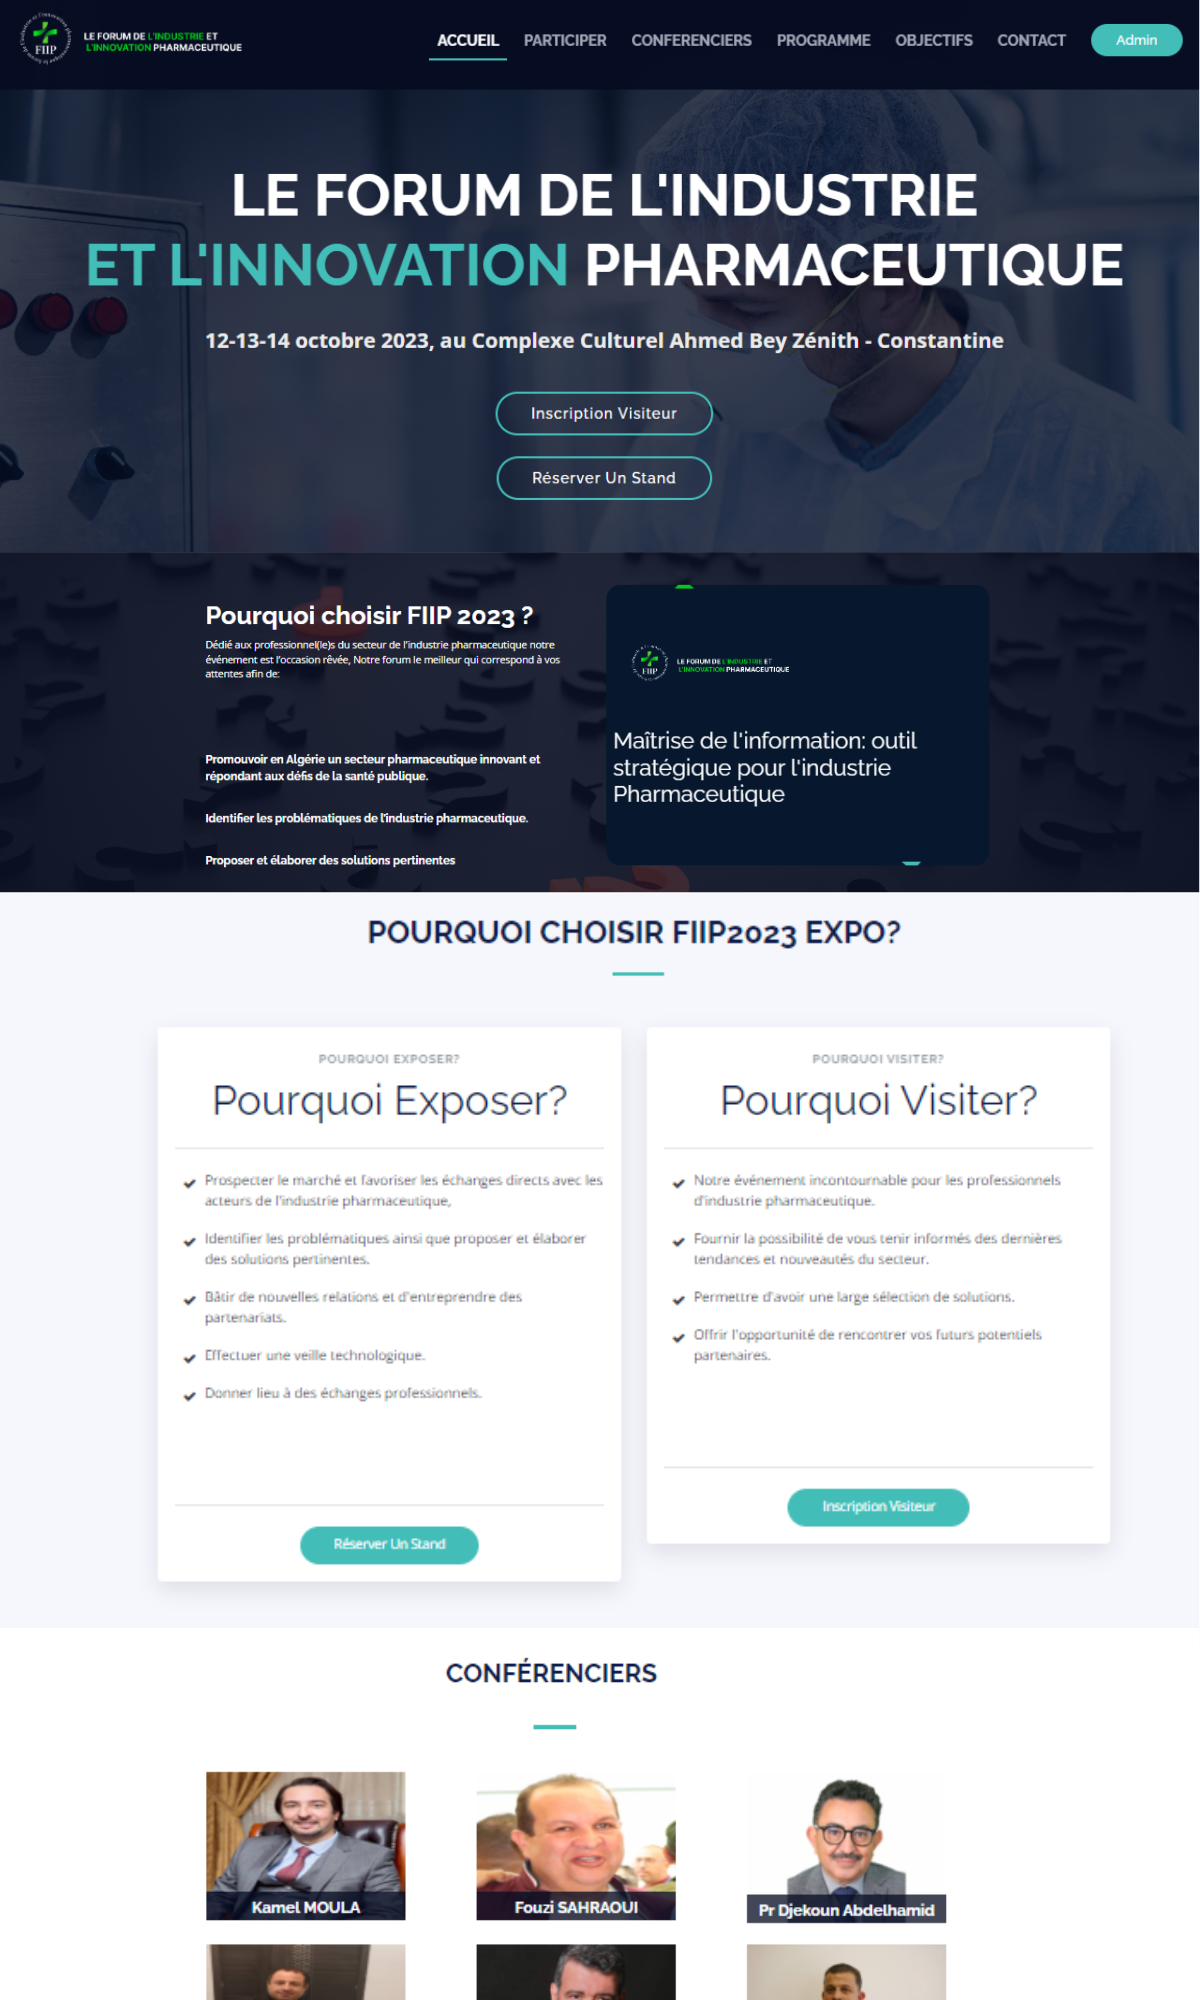 FIIP
LE FORUM DE L'INDUSTRIE ET
L'INNOVATION PHARMACEUTIQUE
ACCUEIL
PARTICIPER
CONFERENCIERS
PROGRAMME
OBJECTIFS
CONTACT
Admin
LE FORUM DE L'INDUSTRIE
ET L'INNOVATION PHARMACEUTIQUE
12-13-14 octobre 2023, au Complexe Culturel Ahmed Bey Zénith - Constantine
Inscription Visiteur
Réserver Un Stand
Pourquoi choisir FIIP 2023 ?
Dédié aux professionnel(le)s du secteur de l'industrie pharmaceutique notre
événement est l'occasion rêvée, Notre forum le meilleur qui correspond à vos
attentes afin de:
Promouvoir en Algérie un secteur pharmaceutique innovant et
répondant aux défis de la santé publique.
Identifier les problématiques de l'industrie pharmaceutique.
Proposer et élaborer des solutions pertinentes
FIIP
LE FORUM DE L'INDUSTRIE ET
L'INNOVATION PHARMACEUTIQUE
Maîtrise de l'information: outil
stratégique pour l'industrie
Pharmaceutique
POURQUOI CHOISIR FIIP2023 EXPO?
POURQUOI EXPOSER?
Pourquoi Exposer?
Prospecter le marché et favoriser les échanges directs avec les
acteurs de l'industrie pharmaceutique,
Identifier les problématiques ainsi que proposer et élaborer
des solutions pertinentes.
Bâtir de nouvelles relations et d'entreprendre des
partenariats.
Effectuer une veille technologique.
Donner lieu à des échanges professionnels.
Réserver Un Stand
POURQUOI VISITER?
Pourquoi Visiter?
Notre événement incontournable pour les professionnels
d'industrie pharmaceutique.
Fournir la possibilité de vous tenir informés des dernières
tendances et nouveautés du secteur.
Permettre d'avoir une large sélection de solutions.
Offrir l'opportunité de rencontrer vos futurs potentiels
partenaires.
Inscription Visiteur
CONFÉRENCIERS
Kamel MOULA
Fouzi SAHRAOUI
Pr Djekoun Abdelhamid